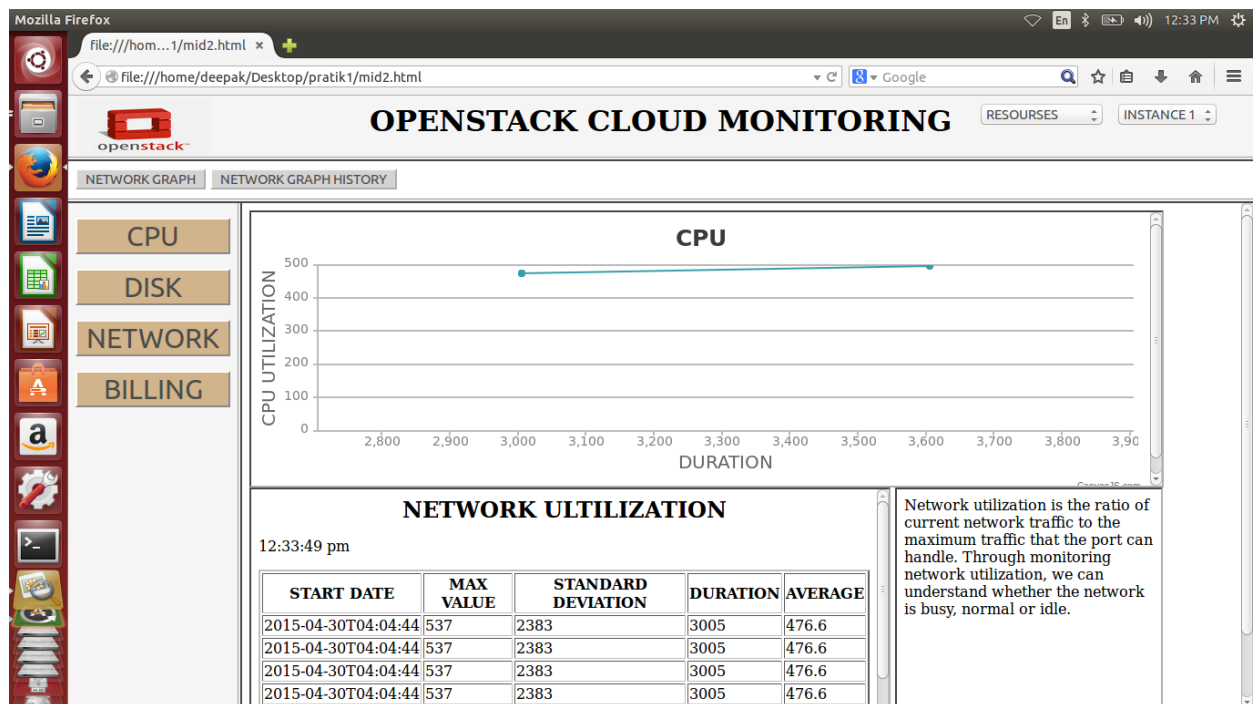 Mozilla Firefox
En
12:33 PM
file:///hom...1/mid2.html ×
file:///home/deepak/Desktop/pratik1/mid2.html
Google
openstack
OPENSTACK CLOUD MONITORING
RESOURSES
INSTANCE 1
NETWORK GRAPH
NETWORK GRAPH HISTORY
CPU
DISK
NETWORK
BILLING
CPU
CPU UTILIZATION
500
400
300
200
100
0
2,800 2,900 3,000 3,100 3,200 3,300 3,400 3,500 3,600 3,700 3,800 3,90
DURATION
CanvasJS.com
NETWORK ULTILIZATION
12:33:49 pm
START DATE MAX VALUE STANDARD DEVIATION DURATION AVERAGE
2015-04-30T04:04:44 537 2383 3005 476.6
2015-04-30T04:04:44 537 2383 3005 476.6
2015-04-30T04:04:44 537 2383 3005 476.6
2015-04-30T04:04:44 537 2383 3005 476.6
Network utilization is the ratio of
current network traffic to the
maximum traffic that the port can
handle. Through monitoring
network utilization, we can
understand whether the network
is busy, normal or idle.